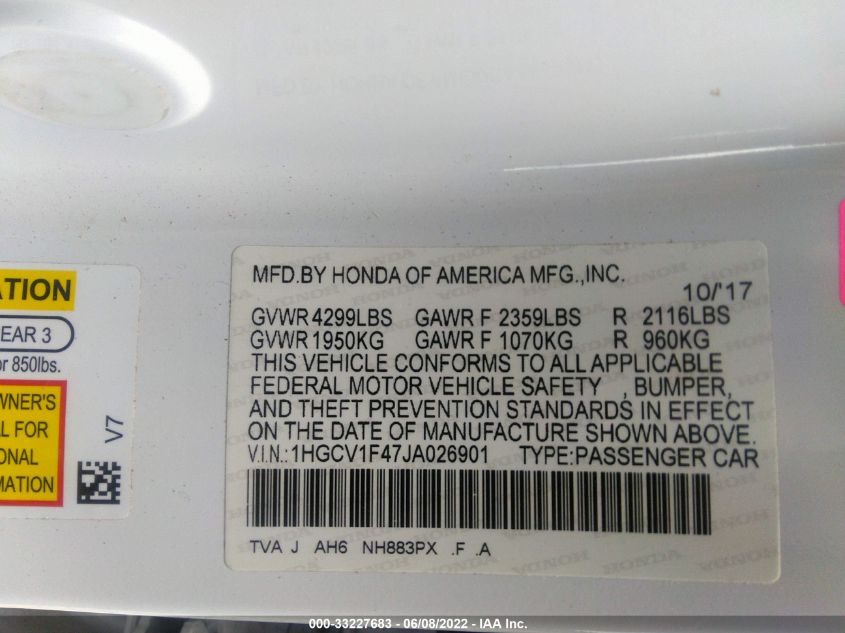 ATION
EAR 3
or 850lbs.
WNER'S
AL FOR
ONAL
MATION
V7
MFD.BY HONDA OF AMERICA MFG.,INC.
10/'17
GVWR 4299LBS GAWR F 2359LBS R 2116LBS
GVWR 1950KG GAWR F 1070KG R 960KG
THIS VEHICLE CONFORMS TO ALL APPLICABLE
FEDERAL MOTOR VEHICLE SAFETY , BUMPER,
AND THEFT PREVENTION STANDARDS IN EFFECT
ON THE DATE OF MANUFACTURE SHOWN ABOVE.
V.I.N.:1HGCV1F47JA026901 TYPE:PASSENGER CAR
TVA J AH6 NH883PX .F .A
000-33227683 - 06/08/2022 - IAA Inc.